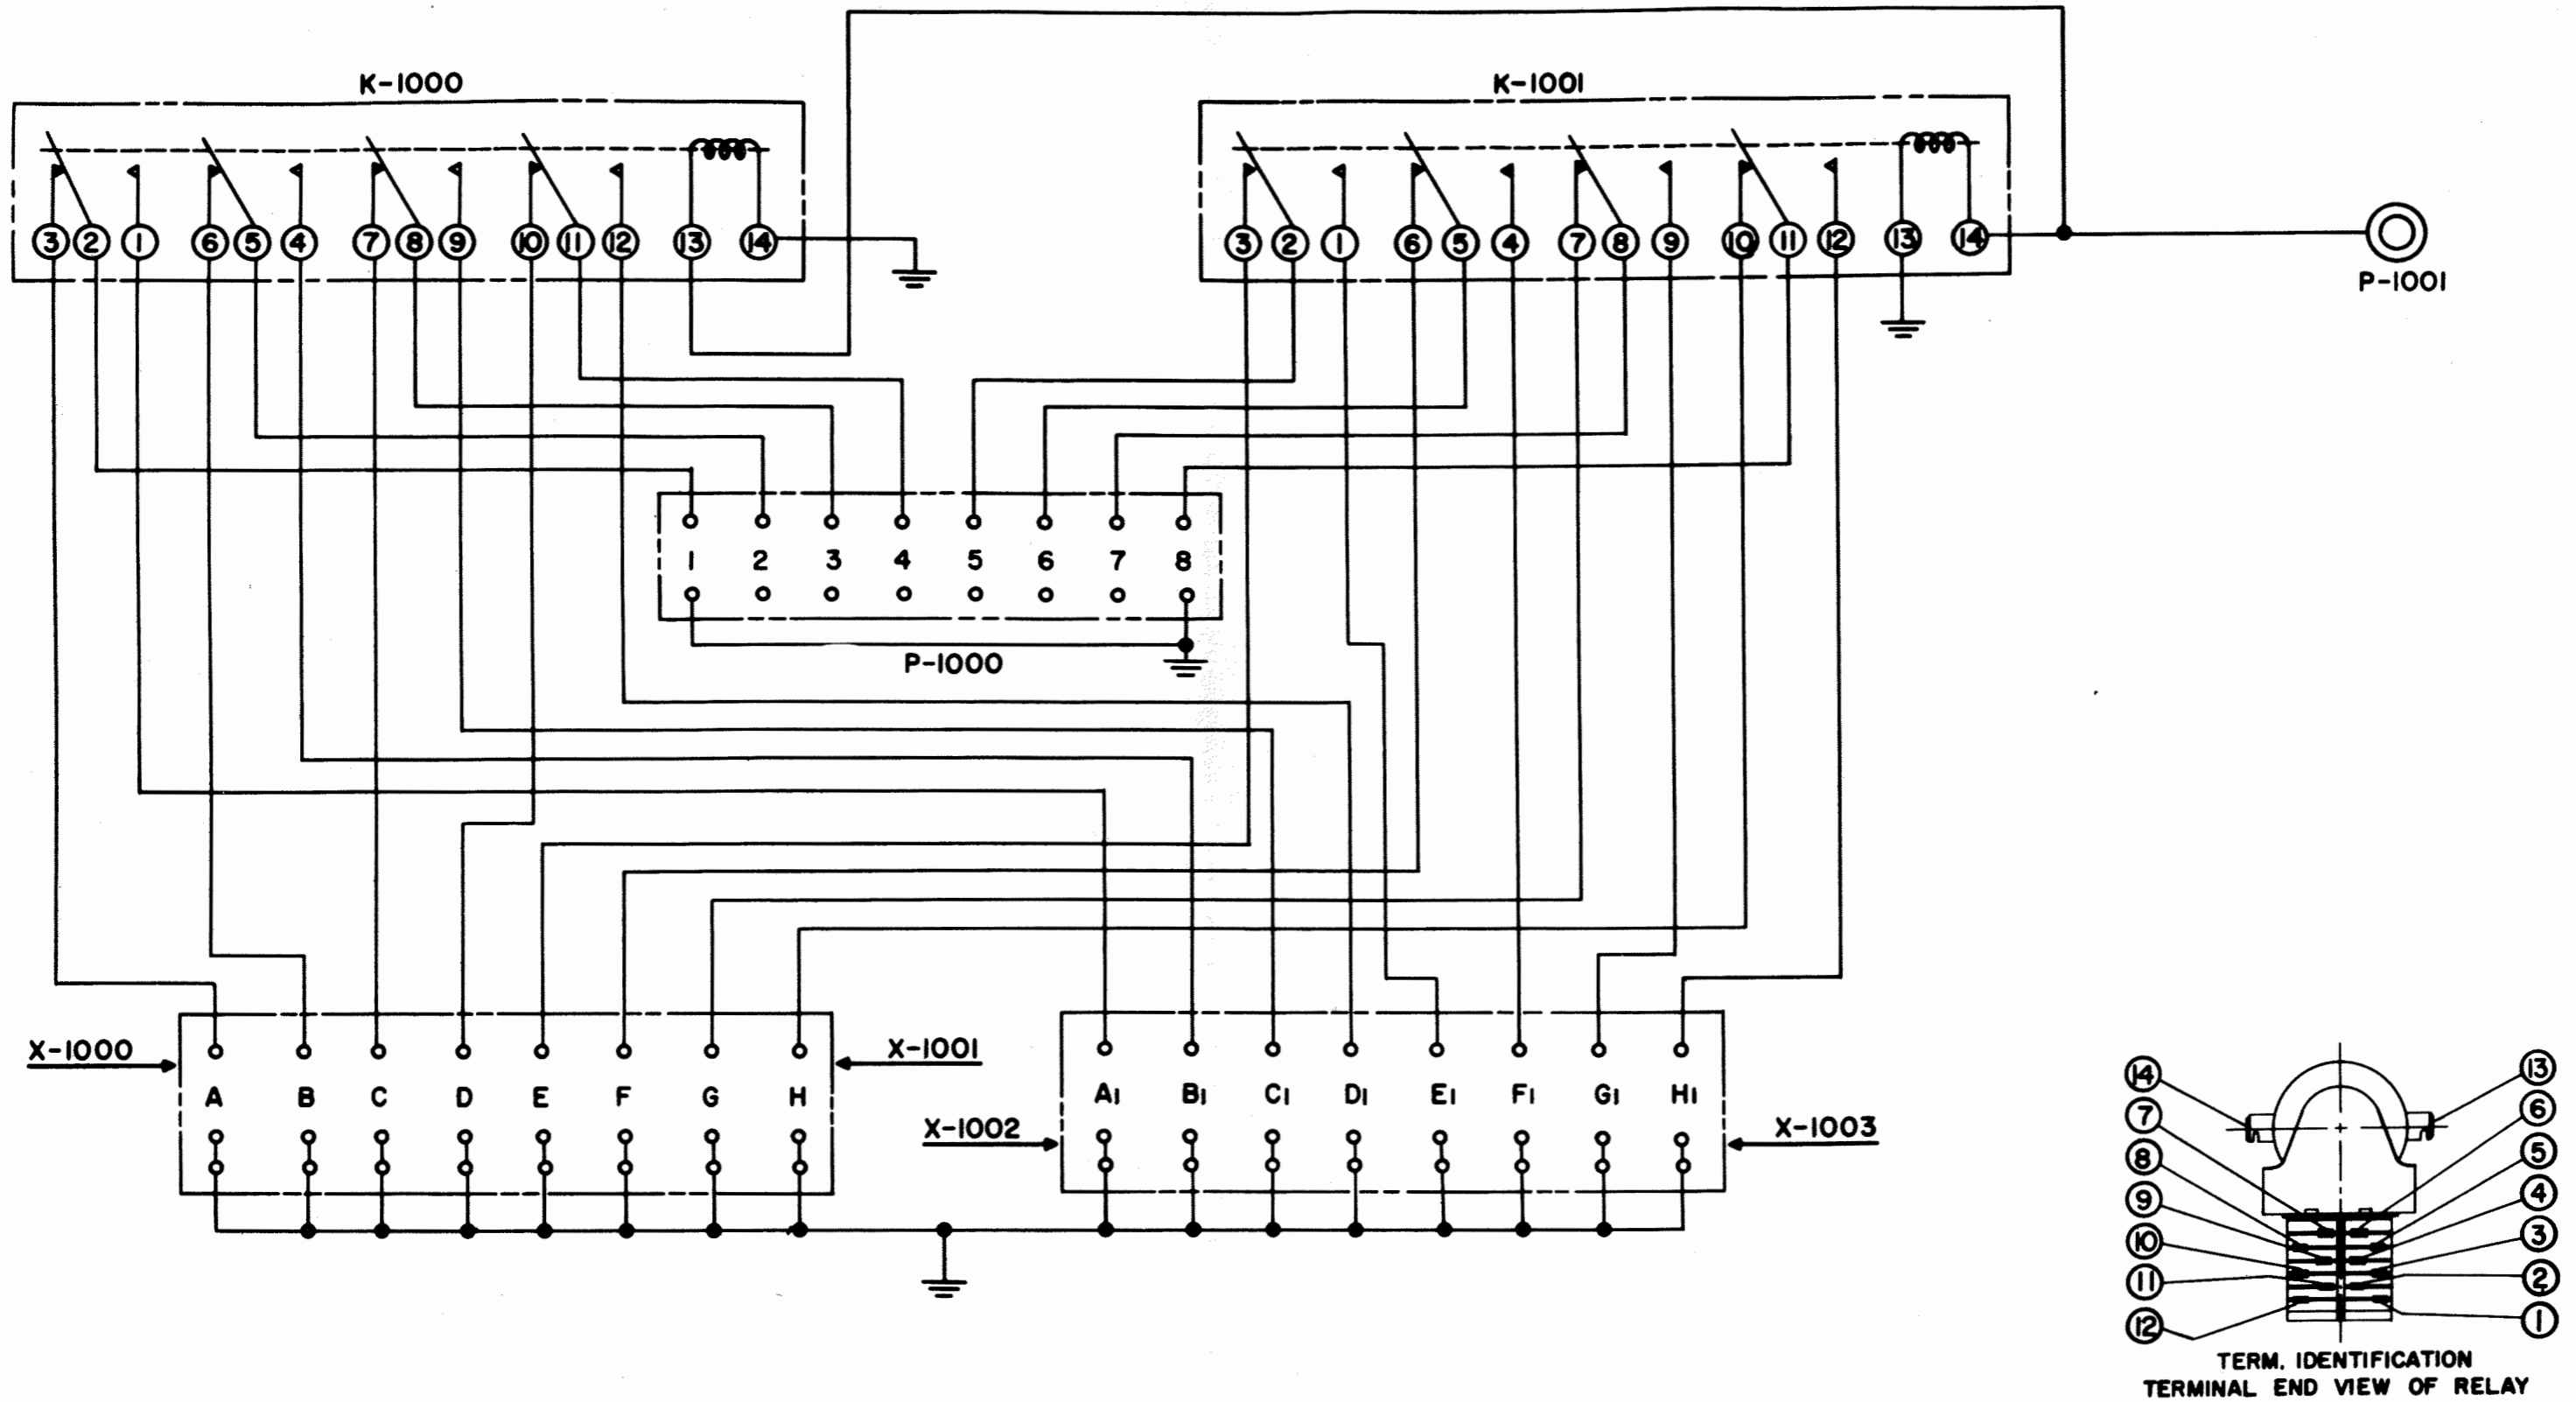 K-1000
K-1001
3 2 1 6 5 4 7 8 9 10 11 12 13 14
3 2 1 6 5 4 7 8 9 10 11 12 13 14
P-1001
1 2 3 4 5 6 7 8
P-1000
X-1000
X-1001
A B C D E F G H
A1 B1 C1 D1 E1 F1 G1 H1
X-1002
X-1003
14 13
7 6
8 5
9 4
10 3
11 2
12 1
TERM. IDENTIFICATION
TERMINAL END VIEW OF RELAY